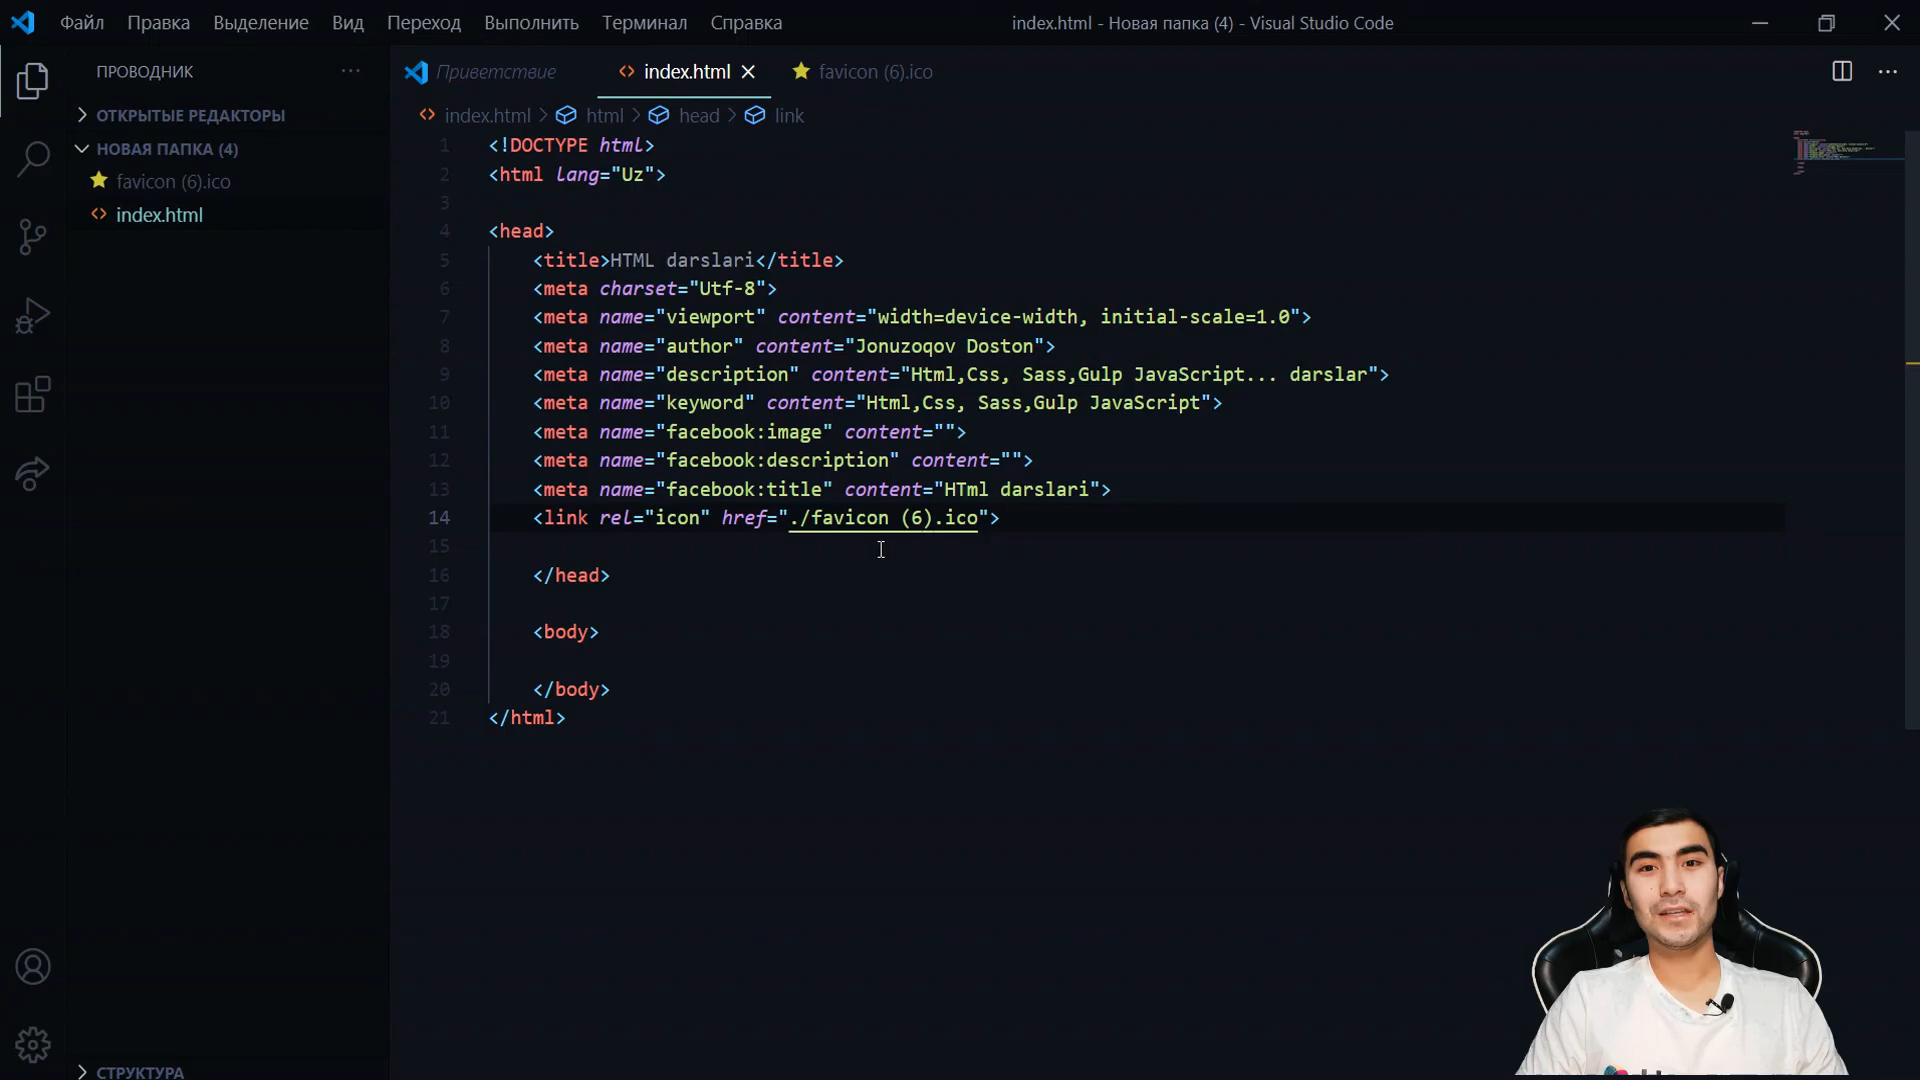 Файл Правка Выделение Вид Переход Выполнить Терминал Справка index.html - Новая папка (4) - Visual Studio Code
ПРОВОДНИК
ОТКРЫТЫЕ РЕДАКТОРЫ
НОВАЯ ПАПКА (4)
favicon (6).ico
index.html
СТРУКТУРА
Приветствие index.html favicon (6).ico
index.html html head link
1 <!DOCTYPE html>
2 <html lang="Uz">
3
4 <head>
5 <title>HTML darslari</title>
6 <meta charset="Utf-8">
7 <meta name="viewport" content="width=device-width, initial-scale=1.0">
8 <meta name="author" content="Jonuzoqov Doston">
9 <meta name="description" content="Html,Css, Sass,Gulp JavaScript... darslar">
10 <meta name="keyword" content="Html,Css, Sass,Gulp JavaScript">
11 <meta name="facebook:image" content="">
12 <meta name="facebook:description" content="">
13 <meta name="facebook:title" content="HTml darslari">
14 <link rel="icon" href="./favicon (6).ico">
15
16 </head>
17
18 <body>
19
20 </body>
21 </html>